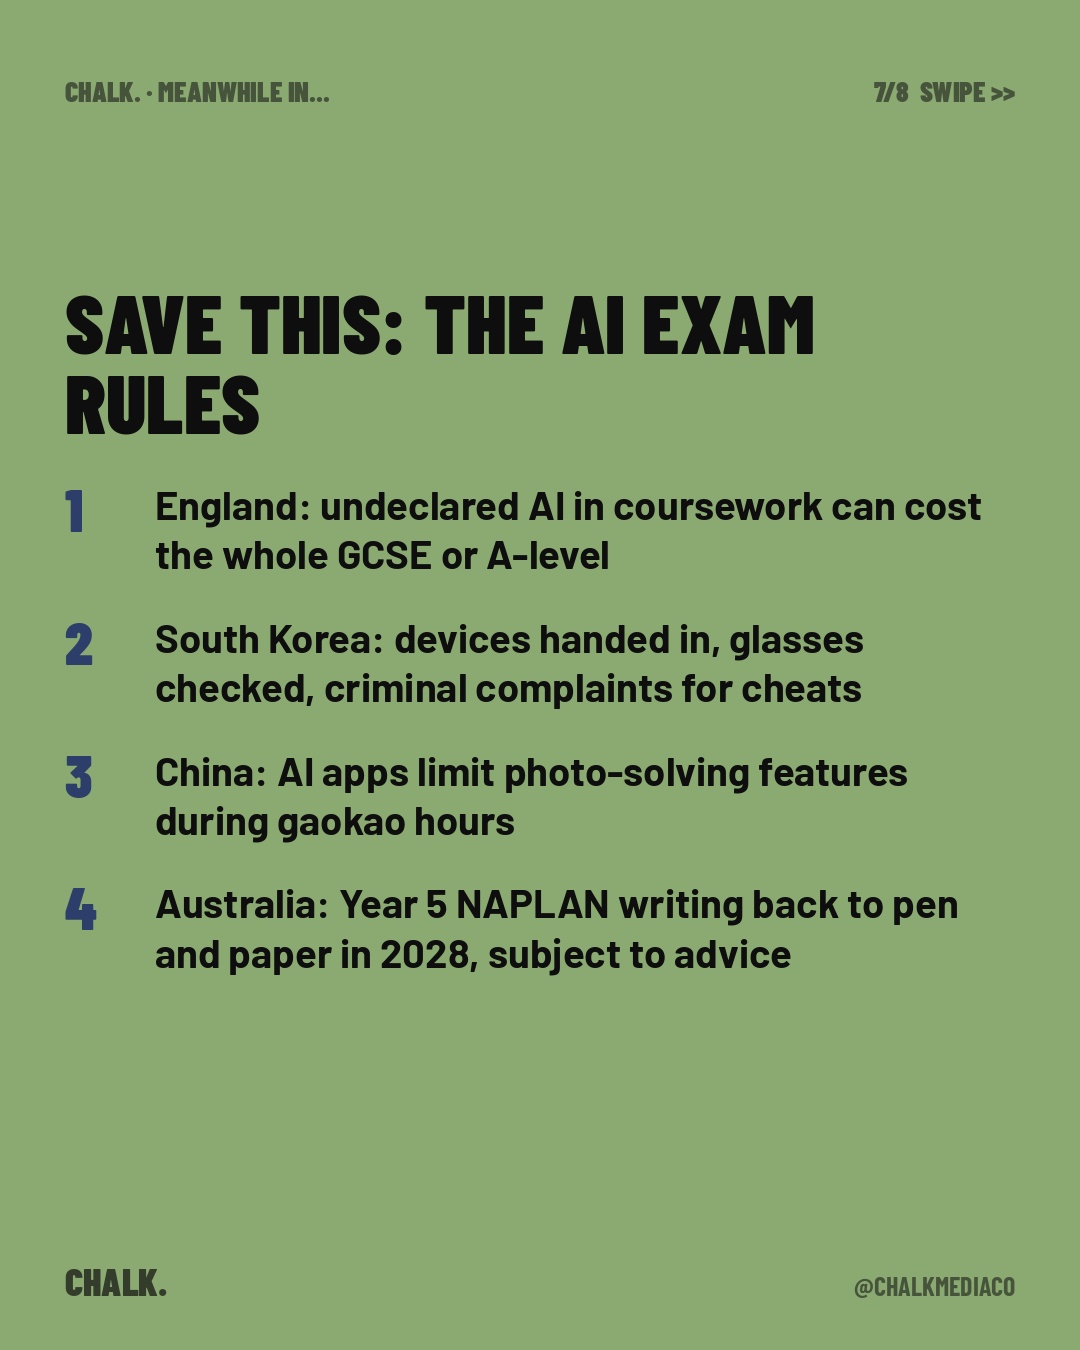 CHALK. · MEANWHILE IN...
7/8 SWIPE >>
SAVE THIS: THE AI EXAM
RULES
1
England: undeclared AI in coursework can cost
the whole GCSE or A-level
2
South Korea: devices handed in, glasses
checked, criminal complaints for cheats
3
China: AI apps limit photo-solving features
during gaokao hours
4
Australia: Year 5 NAPLAN writing back to pen
and paper in 2028, subject to advice
CHALK.
@CHALKMEDIACO